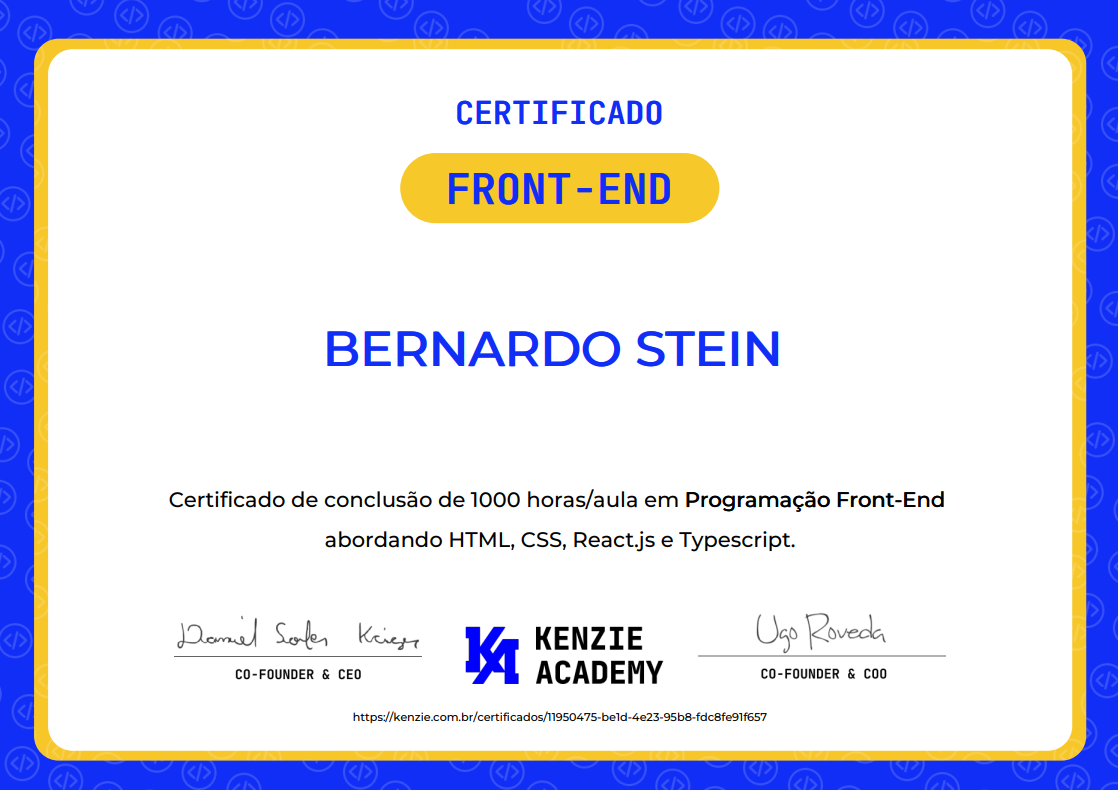 CERTIFICADO
FRONT-END
BERNARDO STEIN
Certificado de conclusão de 1000 horas/aula em Programação Front-End
abordando HTML, CSS, React.js e Typescript.
Daniel Kriger
Ugo Roveda
CO-FOUNDER & CEO
KENZIE
ACADEMY
CO-FOUNDER & COO
https://kenzie.com.br/certificados/11950475-be1d-4e23-95b8-fdc8fe91f657